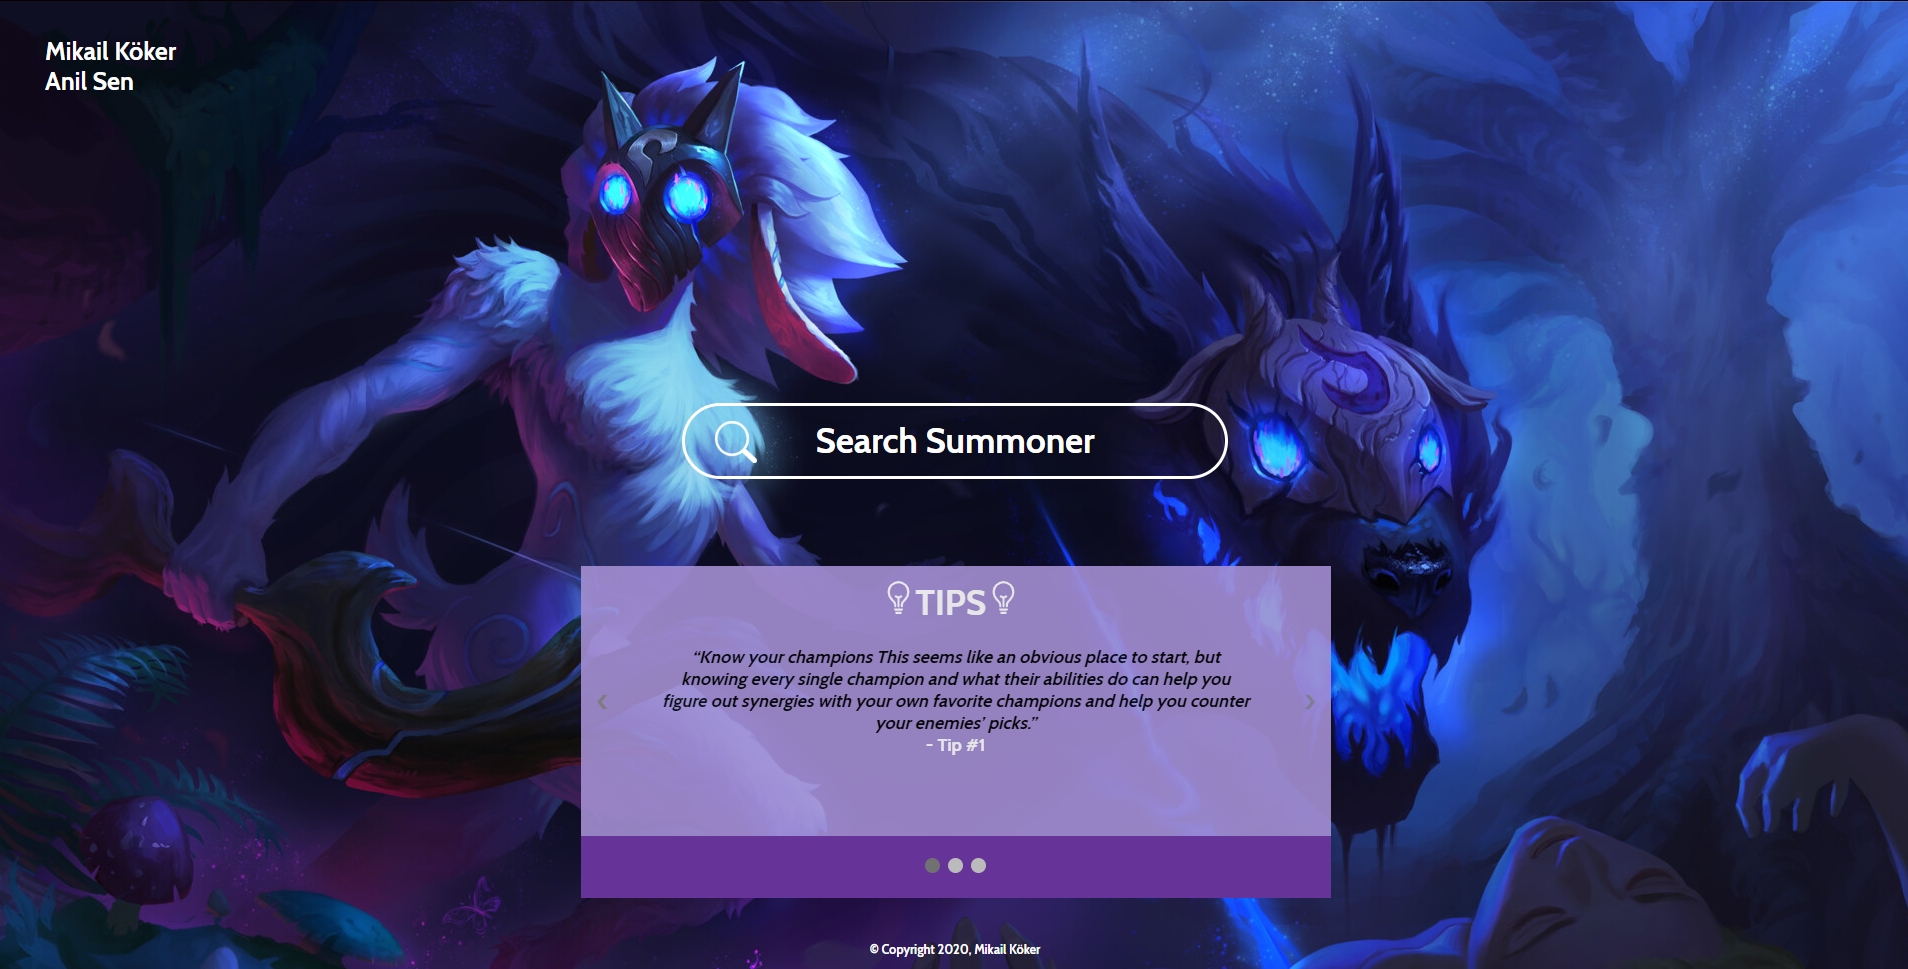 Mikail Köker
Anil Sen
Search Summoner
TIPS
“Know your champions This seems like an obvious place to start, but
knowing every single champion and what their abilities do can help you
figure out synergies with your own favorite champions and help you counter
your enemies’ picks.”
- Tip #1
© Copyright 2020, Mikail Köker